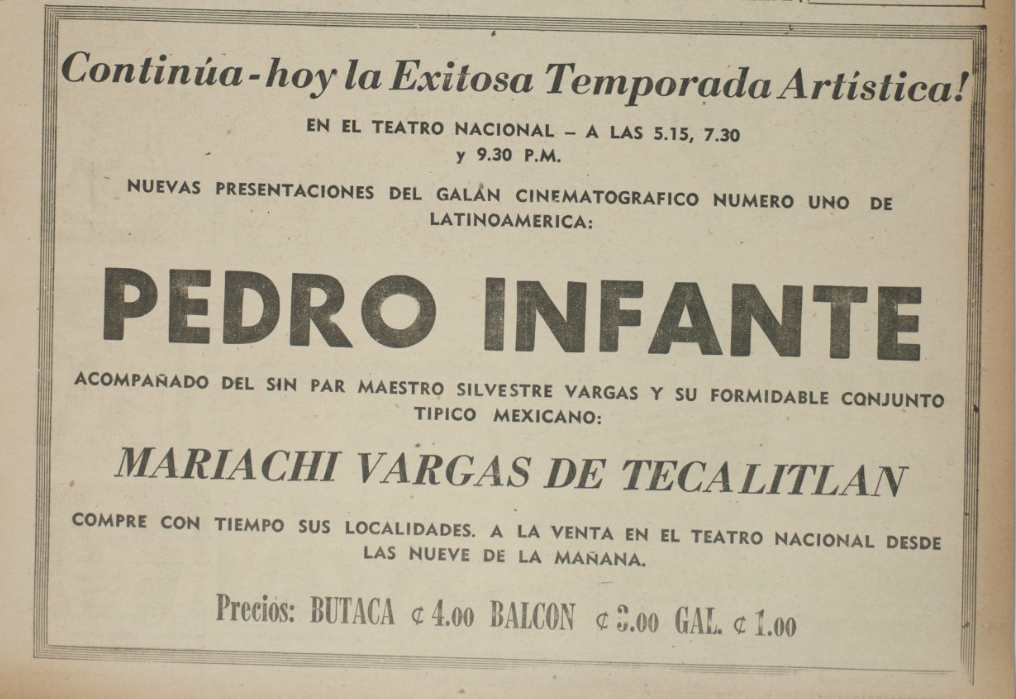 Continúa-hoy la Exitosa Temporada Artística!
EN EL TEATRO NACIONAL – A LAS 5.15, 7.30
y 9.30 P.M.
NUEVAS PRESENTACIONES DEL GALÁN CINEMATOGRAFICO NUMERO UNO DE
LATINOAMERICA:
PEDRO INFANTE
ACOMPAÑADO DEL SIN PAR MAESTRO SILVESTRE VARGAS Y SU FORMIDABLE CONJUNTO
TIPICO MEXICANO:
MARIACHI VARGAS DE TECALITLAN
COMPRE CON TIEMPO SUS LOCALIDADES. A LA VENTA EN EL TEATRO NACIONAL DESDE
LAS NUEVE DE LA MAÑANA.
Precios: BUTACA ₡ 4.00 BALCON ₡ 3.00 GAL. ₡ 1.00